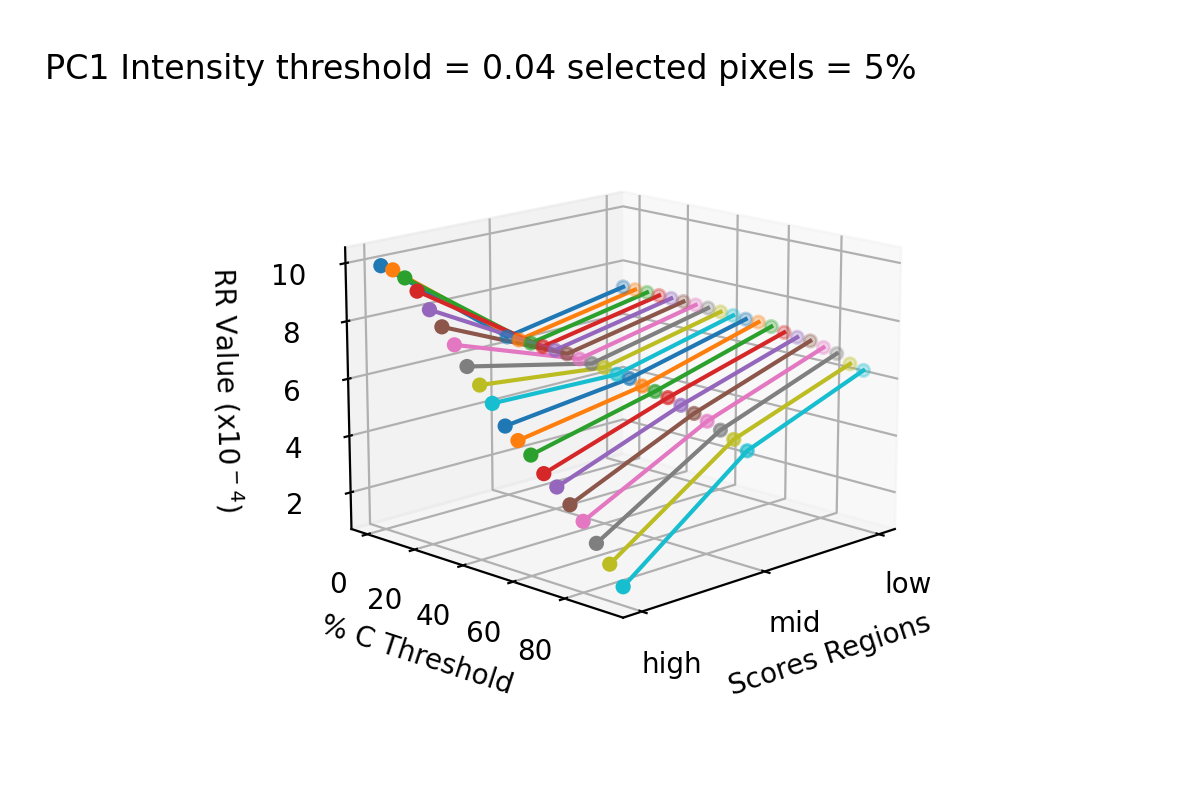 PC1 Intensity threshold = 0.04 selected pixels = 5%
RR Value (x10⁻⁴)
10
8
6
4
2
0
20
40
60
80
% C Threshold
high
mid
low
Scores Regions